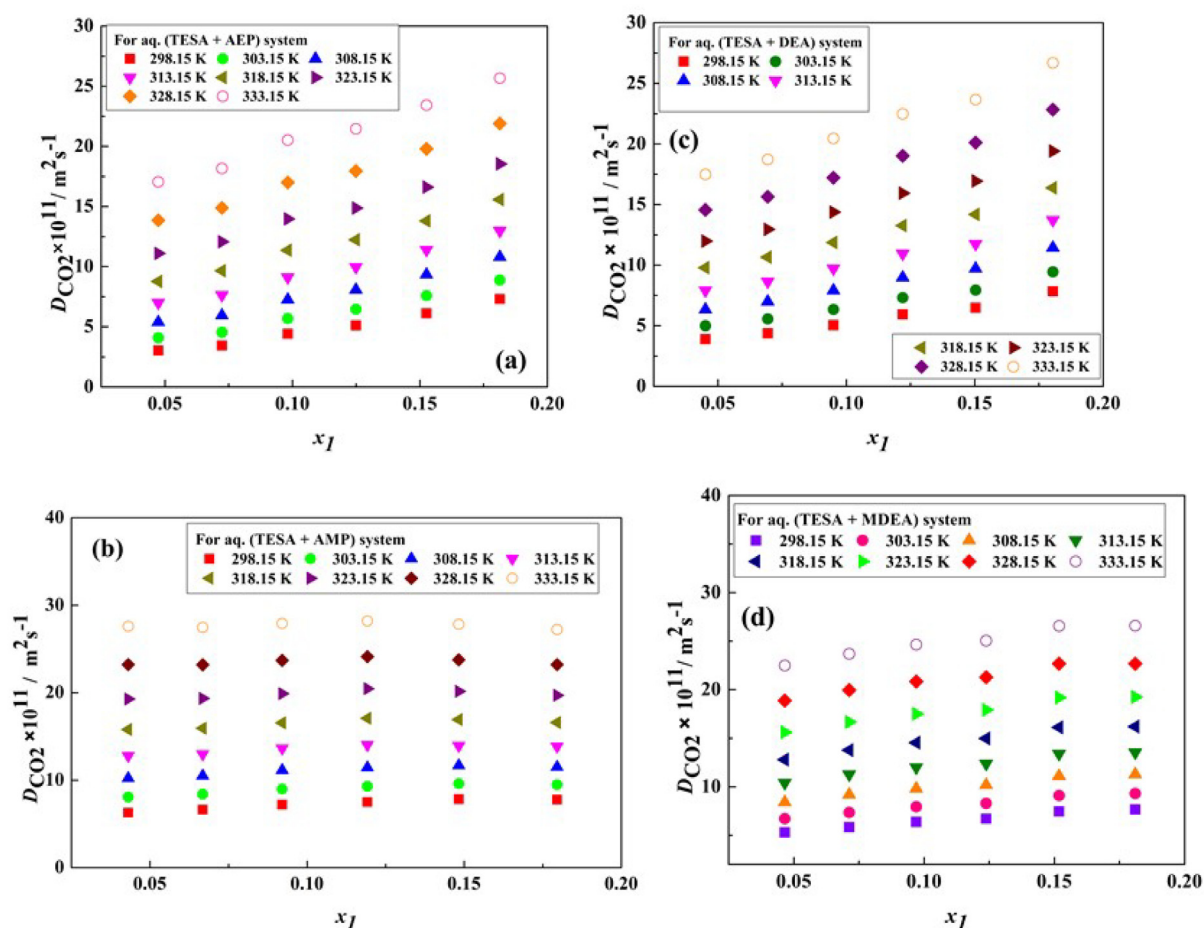 30
25
20
15
10
5
0
D_CO2×10^11/ m^2s^-1
For aq. (TESA + AEP) system
298.15 K 303.15 K 308.15 K
313.15 K 318.15 K 323.15 K
328.15 K 333.15 K
(a)
0.05 0.10 0.15 0.20
x_1
30
25
20
15
10
5
0
D_CO2 × 10^11 / m^2s^-1
For aq. (TESA + DEA) system
298.15 K 303.15 K
308.15 K 313.15 K
(c)
318.15 K 323.15 K
328.15 K 333.15 K
0.05 0.10 0.15 0.20
x_1
40
30
20
10
0
D_CO2×10^11 / m^2s^-1
(b)
For aq. (TESA + AMP) system
298.15 K 303.15 K 308.15 K 313.15 K
318.15 K 323.15 K 328.15 K 333.15 K
0.05 0.10 0.15 0.20
x_1
40
30
20
10
D_CO2 × 10^11/ m^2s^-1
For aq. (TESA + MDEA) system
298.15 K 303.15 K 308.15 K 313.15 K
318.15 K 323.15 K 328.15 K 333.15 K
(d)
0.05 0.10 0.15 0.20
x_1